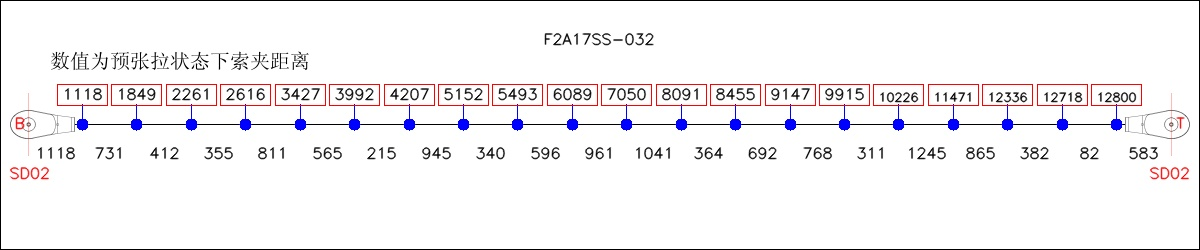 F2A17SS-032
数值为预张拉状态下索夹距离
1118 1849 2261 2616 3427 3992 4207 5152 5493 6089 7050 8091 8455 9147 9915 10226 11471 12336 12718 12800
B T
1118 731 412 355 811 565 215 945 340 596 961 1041 364 692 768 311 1245 865 382 82 583
SD02 SD02